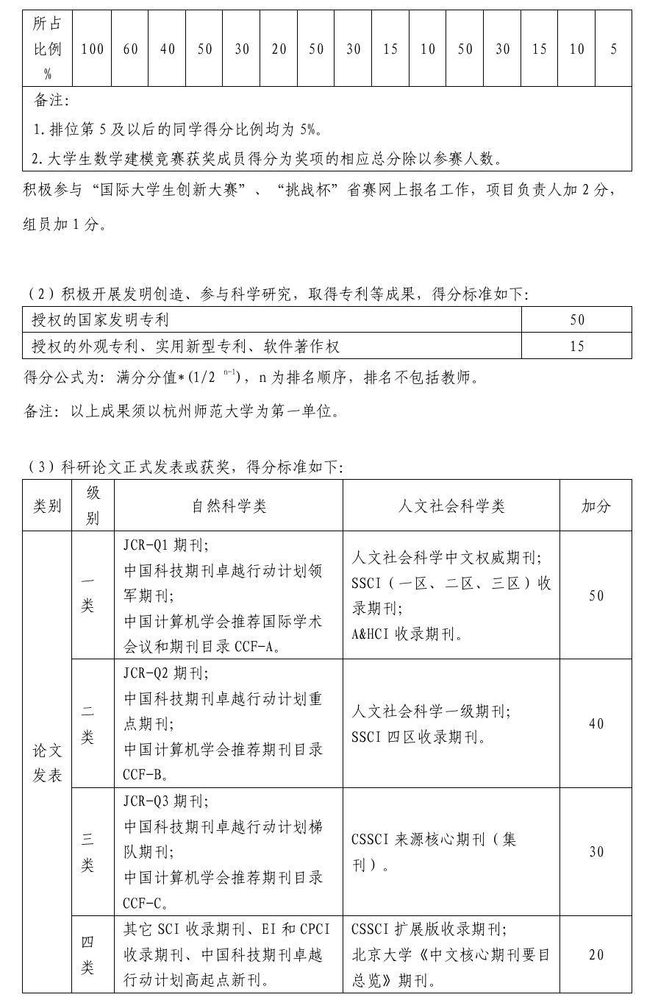 所占
比例
%
100 60 40 50 30 20 50 30 15 10 50 30 15 10 5
备注：
1.排位第 5 及以后的同学得分比例均为 5%。
2.大学生数学建模竞赛获奖成员得分为奖项的相应总分除以参赛人数。
积极参与“国际大学生创新大赛”、“挑战杯”省赛网上报名工作，项目负责人加 2 分，
组员加 1 分。
（2）积极开展发明创造、参与科学研究，取得专利等成果，得分标准如下：
授权的国家发明专利 50
授权的外观专利、实用新型专利、软件著作权 15
得分公式为：满分分值*(1/2 n-1)，n 为排名顺序，排名不包括教师。
备注：以上成果须以杭州师范大学为第一单位。
（3）科研论文正式发表或获奖，得分标准如下：
类别
级
别
自然科学类
人文社会科学类
加分
论文
发表
一
类
JCR-Q1 期刊；
中国科技期刊卓越行动计划领
军期刊；
中国计算机学会推荐国际学术
会议和期刊目录 CCF-A。
人文社会科学中文权威期刊；
SSCI（一区、二区、三区）收
录期刊；
A&HCI 收录期刊。
50
二
类
JCR-Q2 期刊；
中国科技期刊卓越行动计划重
点期刊；
中国计算机学会推荐期刊目录
CCF-B。
人文社会科学一级期刊；
SSCI 四区收录期刊。
40
三
类
JCR-Q3 期刊；
中国科技期刊卓越行动计划梯
队期刊；
中国计算机学会推荐期刊目录
CCF-C。
CSSCI 来源核心期刊（集
刊）。
30
四
类
其它 SCI 收录期刊、EI 和 CPCI
收录期刊、中国科技期刊卓越
行动计划高起点新刊。
CSSCI 扩展版收录期刊；
北京大学《中文核心期刊要目
总览》期刊。
20